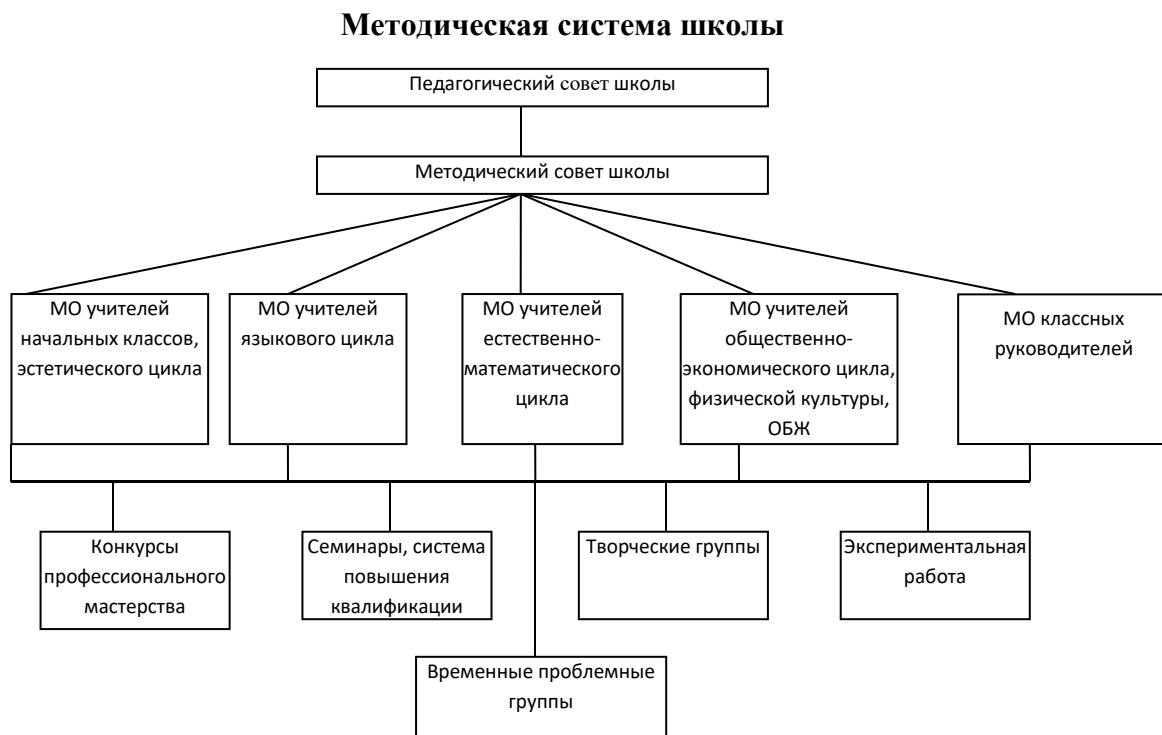 Методическая система школы
Педагогический совет школы
Методический совет школы
МО учителей
начальных классов,
эстетического цикла
МО учителей
языкового цикла
МО учителей
естественно-
математического
цикла
МО учителей
общественно-
экономического цикла,
физической культуры,
ОБЖ
МО классных
руководителей
Конкурсы
профессионального
мастерства
Семинары, система
повышения
квалификации
Творческие группы
Экспериментальная
работа
Временные проблемные
группы